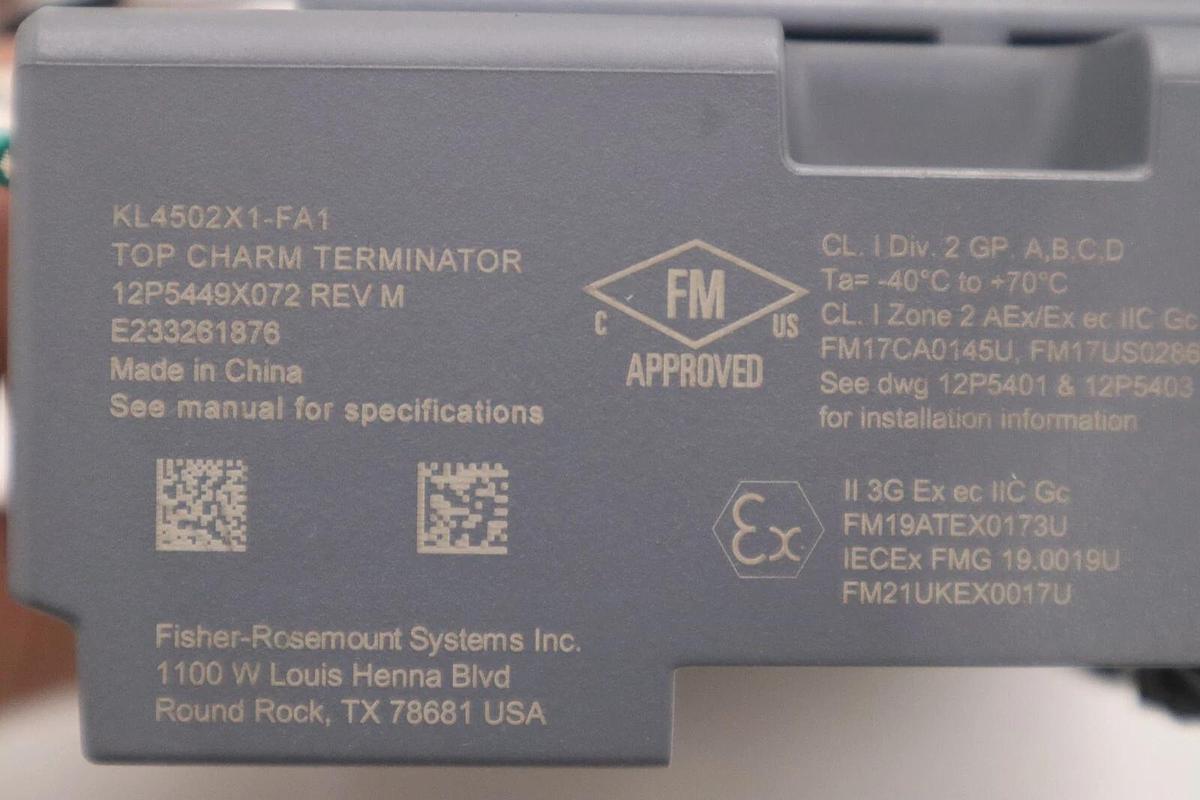 KL4502X1-FA1
TOP CHARM TERMINATOR
12P5449X072 REV M
E233261876
Made in China
See manual for specifications
FM
C US
APPROVED
CL. I Div. 2 GP. A,B,C,D
Ta= -40°C to +70°C
CL. I Zone 2 AEx/Ex ec IIC Gc
FM17CA0145U, FM17US0286
See dwg 12P5401 & 12P5403
for installation information
Ex
II 3G Ex ec IIC Gc
FM19ATEX0173U
IECEx FMG 19.0019U
FM21UKEX0017U
Fisher-Rosemount Systems Inc.
1100 W Louis Henna Blvd
Round Rock, TX 78681 USA